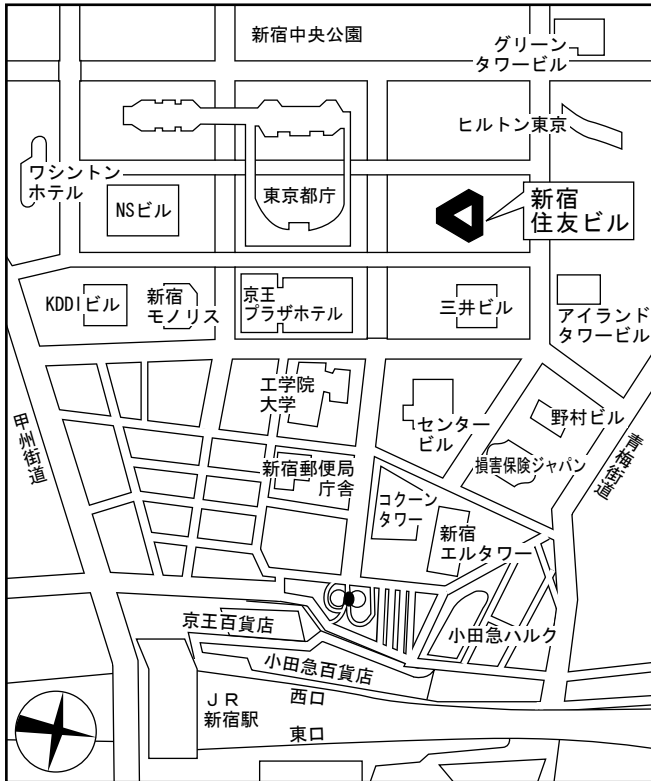 新宿中央公園
グリーン
タワービル
ヒルトン東京
ワシントン
ホテル
NSビル
東京都庁
新宿
住友ビル
KDDIビル
新宿
モノリス
京王
プラザホテル
三井ビル
アイランド
タワービル
工学院
大学
センター
ビル
野村ビル
甲州街道
新宿郵便局
庁舎
損害保険ジャパン
青梅街道
コクーン
タワー
新宿
エルタワー
京王百貨店
小田急ハルク
小田急百貨店
JR
新宿駅
西口
東口